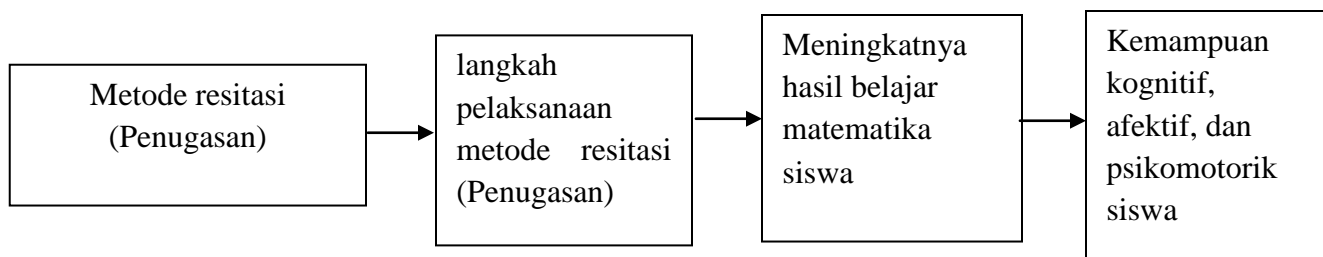 Metode resitasi
(Penugasan)
langkah
pelaksanaan
metode resitasi
(Penugasan)
Meningkatnya
hasil belajar
matematika
siswa
Kemampuan
kognitif,
afektif, dan
psikomotorik
siswa